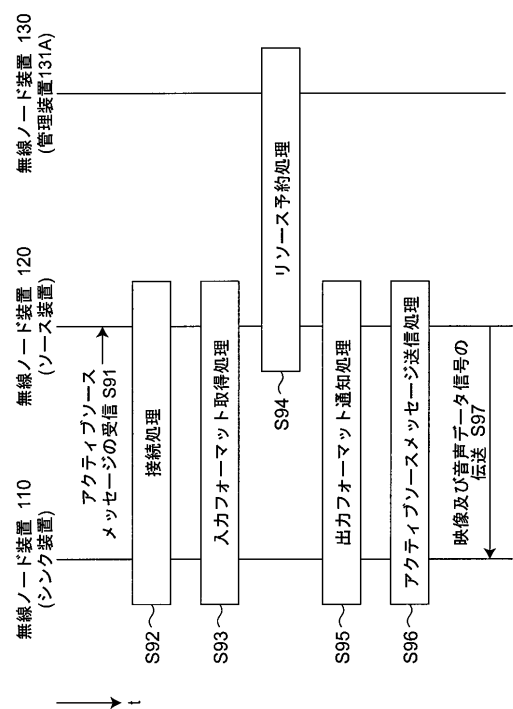 無線ノード装置 110
(シンク装置)
無線ノード装置 120
(ソース装置)
無線ノード装置 130
(管理装置131A)
アクティブソース
メッセージの受信 S91
接続処理
S92
入力フォーマット取得処理
S93
リソース予約処理
S94
出力フォーマット通知処理
S95
アクティブソースメッセージ送信処理
S96
映像及び音声データ信号の
伝送 S97
t